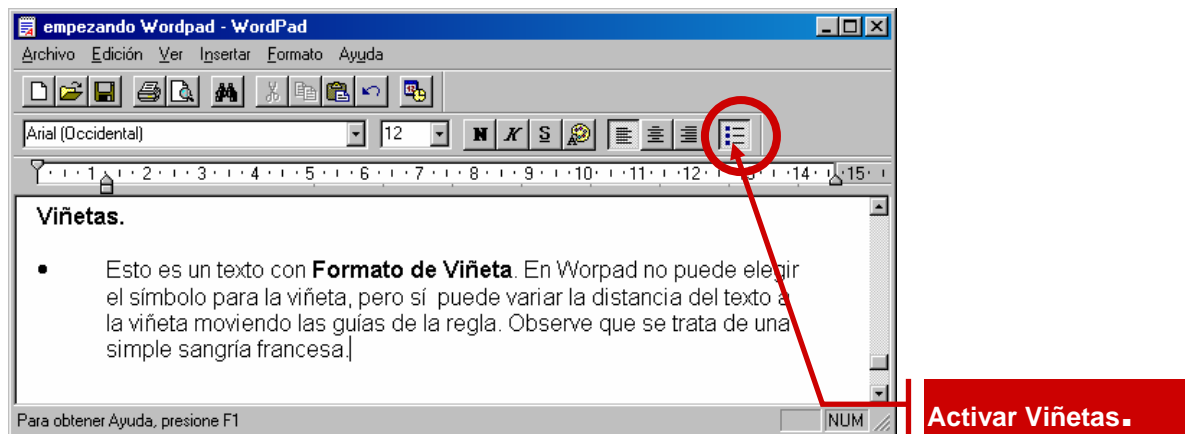 empezando Wordpad - WordPad
Archivo Edición Ver Insertar Formato Ayuda
Arial (Occidental) 12 N K S
1 2 3 4 5 6 7 8 9 10 11 12 13 14 15
Viñetas.
• Esto es un texto con Formato de Viñeta. En Worpad no puede elegir
el símbolo para la viñeta, pero sí puede variar la distancia del texto a
la viñeta moviendo las guías de la regla. Observe que se trata de una
simple sangría francesa.
Para obtener Ayuda, presione F1 NUM
Activar Viñetas.